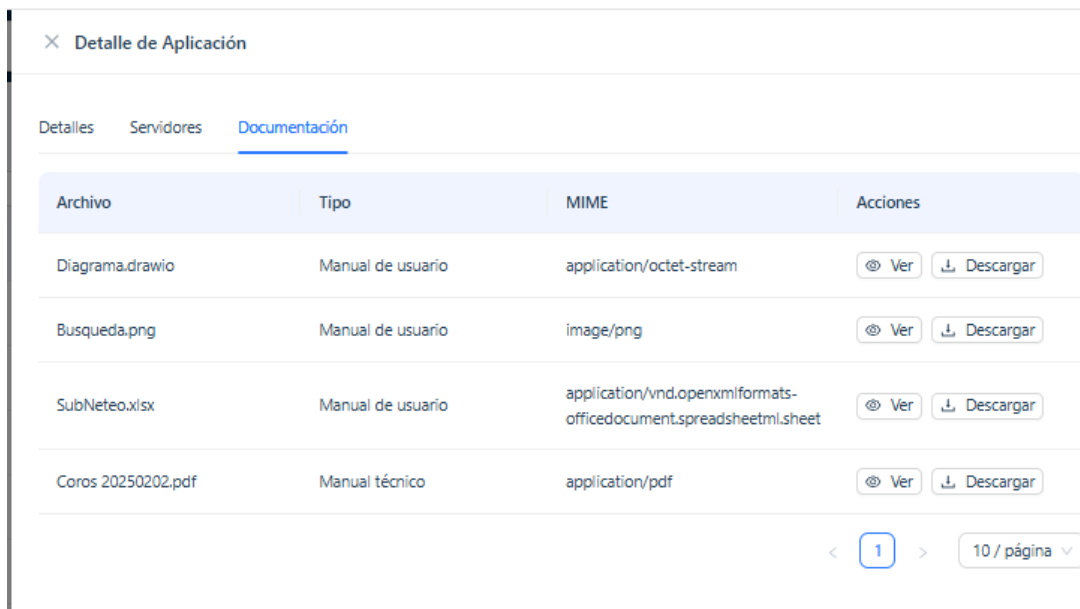 Detalle de Aplicación
Detalles Servidores Documentación
Archivo Tipo MIME Acciones
Diagrama.drawio Manual de usuario application/octet-stream Ver Descargar
Busqueda.png Manual de usuario image/png Ver Descargar
SubNeteo.xlsx Manual de usuario application/vnd.openxmlformats-
officedocument.spreadsheetml.sheet Ver Descargar
Coros 20250202.pdf Manual técnico application/pdf Ver Descargar
< 1 > 10 / página